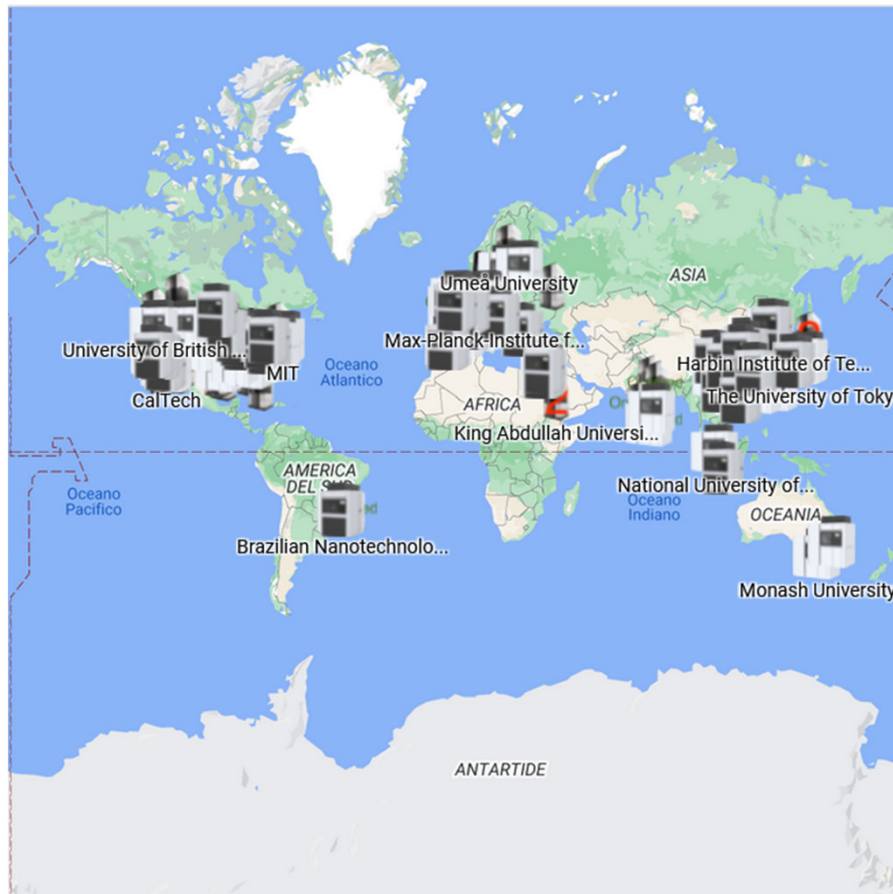 Umeå University
ASIA
Max-Planck-Institute f...
University of British ...
MIT
Oceano
Atlantico
Harbin Institute of Te...
CalTech
AFRICA
The University of Toky
King Abdullah Universi...
AMERICA
DEL
National University of...
Oceano
Pacifico
Oceano
Indiano
OCEANIA
Brazilian Nanotechnolo...
Monash University
ANTARTIDE